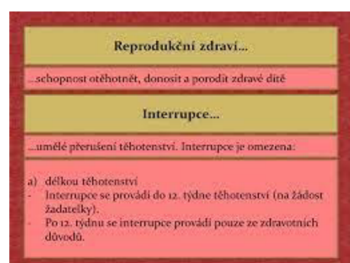 Reprodukční zdraví...
...schopnost otěhotnět, donosit a porodit zdravé dítě
Interrupce...
...umělé přerušení těhotenství. Interrupce je omezena:
a) délkou těhotenství
- Interrupce se provádí do 12. týdne těhotenství (na žádost
žadatelky).
- Po 12. týdnu se interrupce provádí pouze ze zdravotních
důvodů.